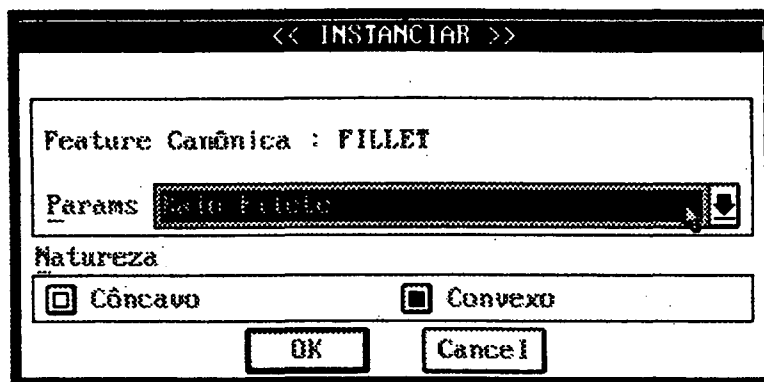 << INSTANCIAR >>
Feature Canônica : FILLET
Params
Natureza
Côncavo Convexo
OK Cancel